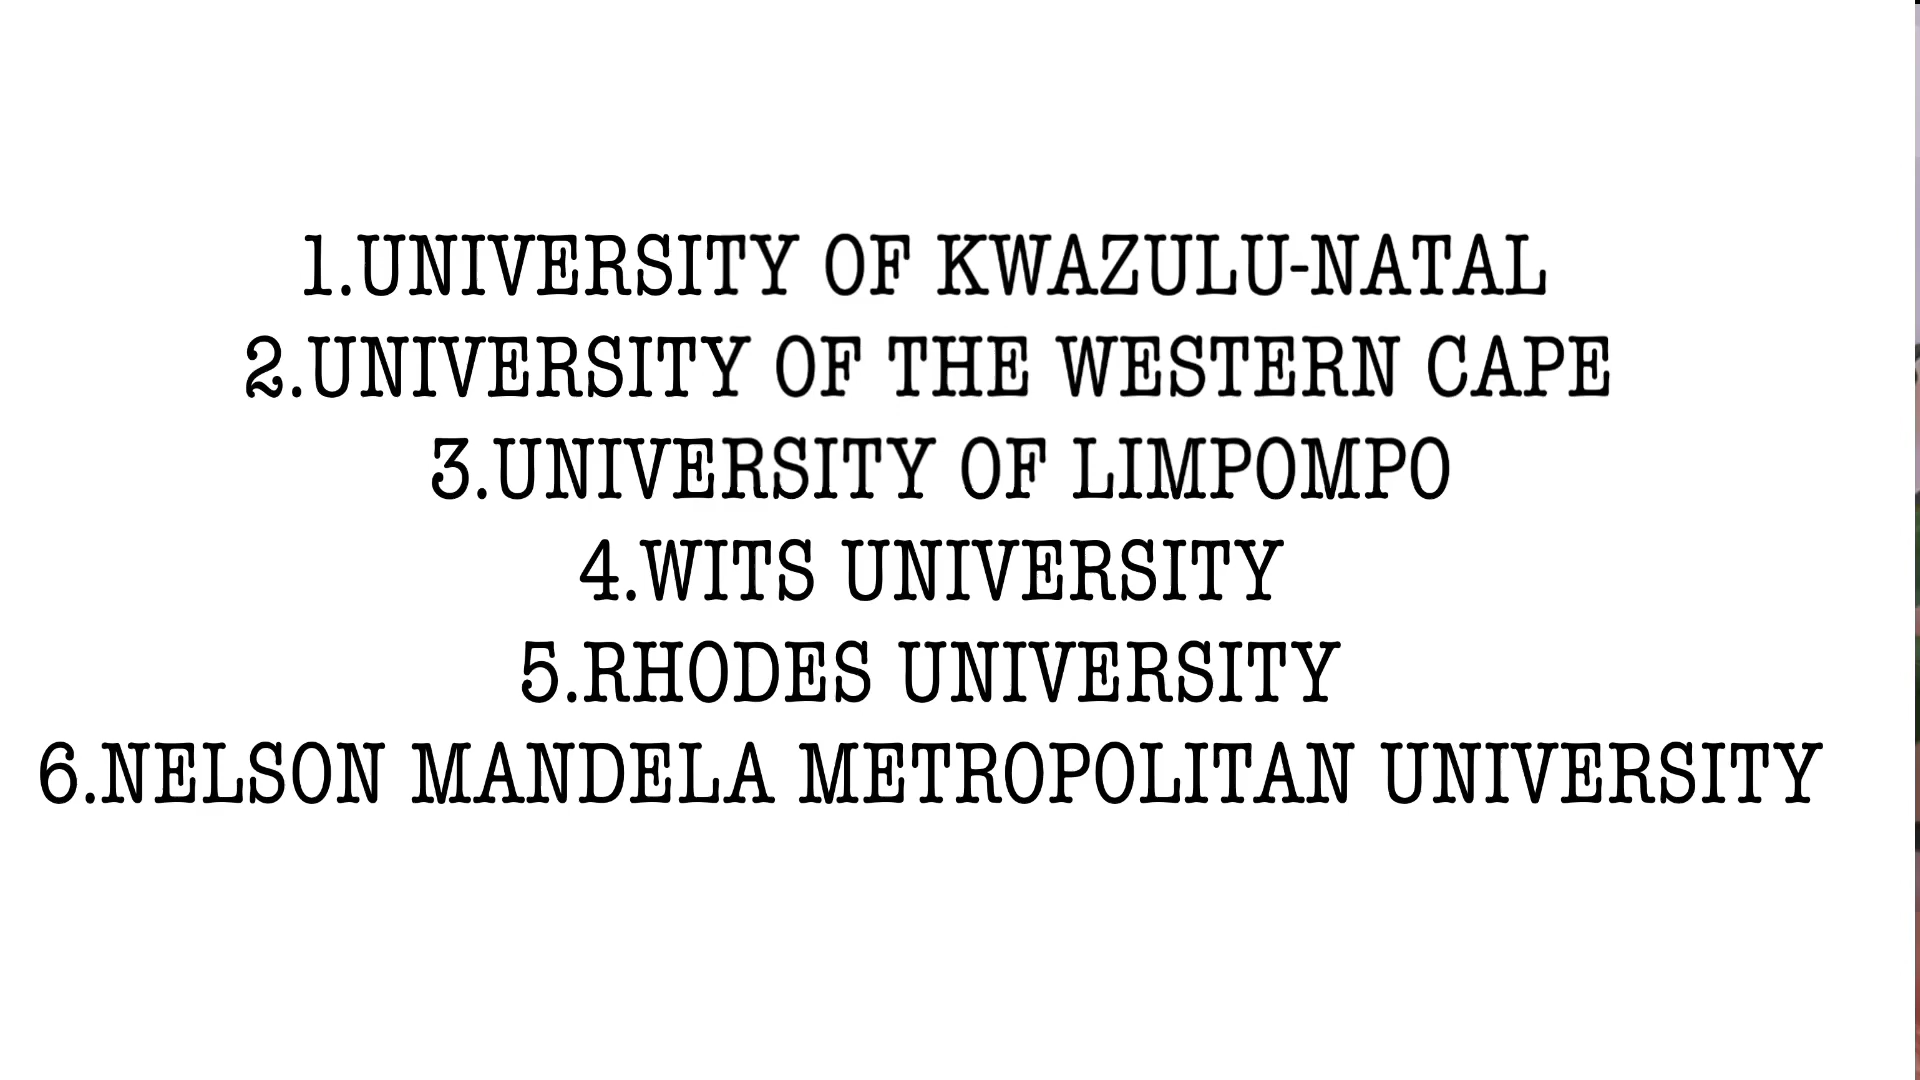 1.UNIVERSITY OF KWAZULU-NATAL
2.UNIVERSITY OF THE WESTERN CAPE
3.UNIVERSITY OF LIMPOMPO
4.WITS UNIVERSITY
5.RHODES UNIVERSITY
6.NELSON MANDELA METROPOLITAN UNIVERSITY